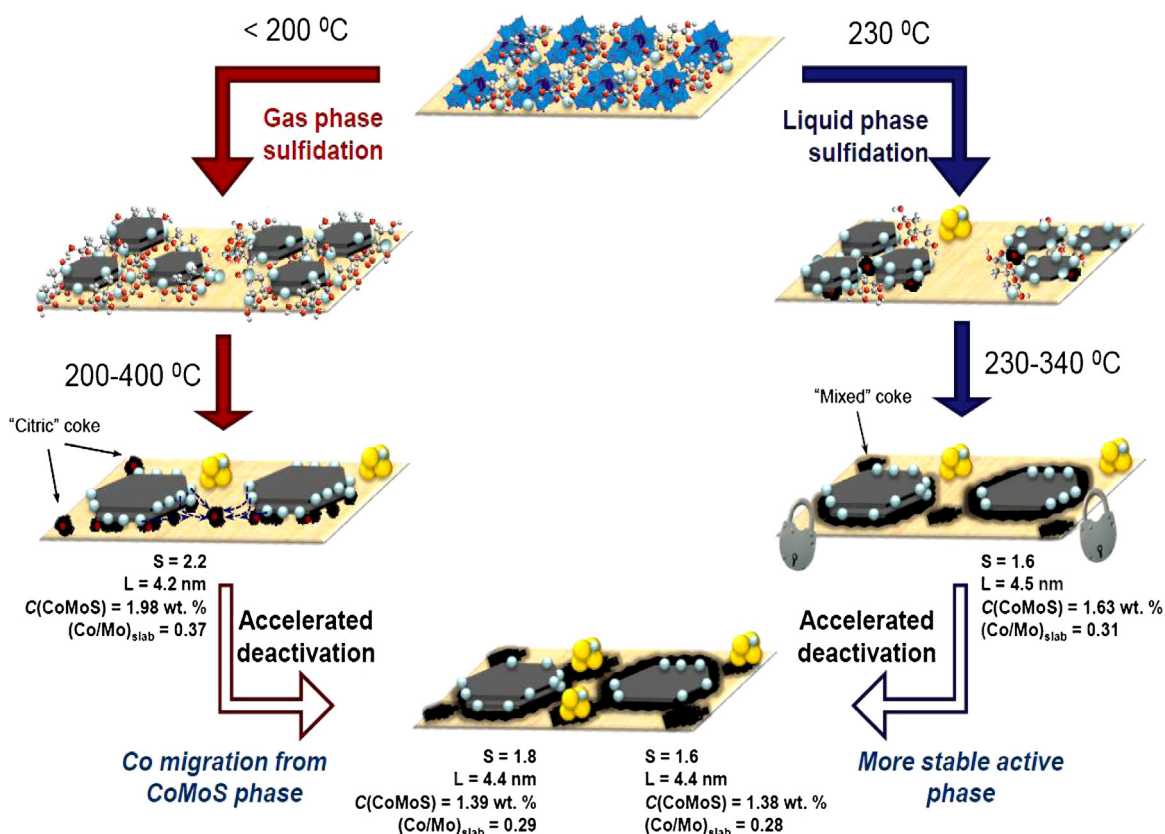 < 200 ⁰C
230 ⁰C
Gas phase
sulfidation
Liquid phase
sulfidation
200-400 ⁰C
230-340 ⁰C
"Citric" coke
"Mixed" coke
S = 2.2
L = 4.2 nm
C(CoMoS) = 1.98 wt. %
(Co/Mo)slab = 0.37
S = 1.6
L = 4.5 nm
C(CoMoS) = 1.63 wt. %
(Co/Mo)slab = 0.31
Accelerated
deactivation
Accelerated
deactivation
Co migration from
CoMoS phase
More stable active
phase
S = 1.8
L = 4.4 nm
C(CoMoS) = 1.39 wt. %
(Co/Mo)slab = 0.29
S = 1.6
L = 4.4 nm
C(CoMoS) = 1.38 wt. %
(Co/Mo)slab = 0.28